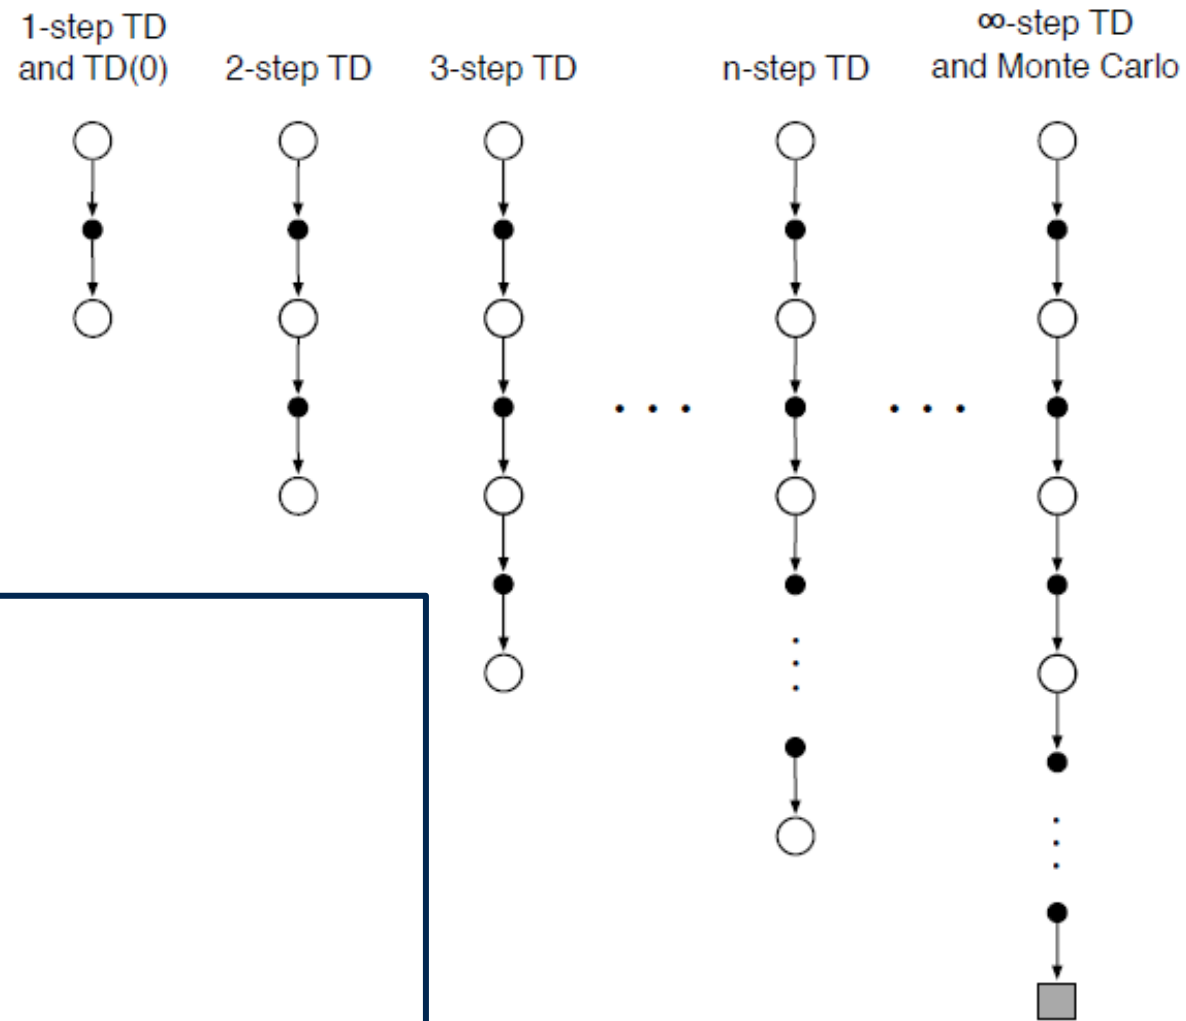 1-step TD
and TD(0)
2-step TD
3-step TD
n-step TD
∞-step TD
and Monte Carlo